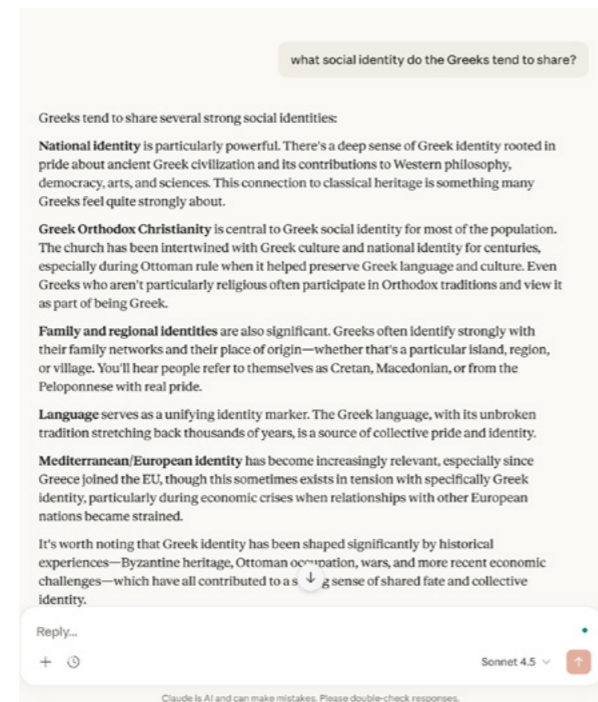 what social identity do the Greeks tend to share?
Greeks tend to share several strong social identities:
National identity is particularly powerful. There's a deep sense of Greek identity rooted in
pride about ancient Greek civilization and its contributions to Western philosophy,
democracy, arts, and sciences. This connection to classical heritage is something many
Greeks feel quite strongly about.
Greek Orthodox Christianity is central to Greek social identity for most of the population.
The church has been intertwined with Greek culture and national identity for centuries,
especially during Ottoman rule when it helped preserve Greek language and culture. Even
Greeks who aren't particularly religious often participate in Orthodox traditions and view it
as part of being Greek.
Family and regional identities are also significant. Greeks often identify strongly with
their family networks and their place of origin—whether that's a particular island, region,
or village. You'll hear people refer to themselves as Cretan, Macedonian, or from the
Peloponnese with real pride.
Language serves as a unifying identity marker. The Greek language, with its unbroken
tradition stretching back thousands of years, is a source of collective pride and identity.
Mediterranean/European identity has become increasingly relevant, especially since
Greece joined the EU, though this sometimes exists in tension with specifically Greek
identity, particularly during economic crises when relationships with other European
nations became strained.
It's worth noting that Greek identity has been shaped significantly by historical
experiences—Byzantine heritage, Ottoman occupation, wars, and more recent economic
challenges—which have all contributed to a s g sense of shared fate and collective
identity.
Reply...
Sonnet 4.5
Claude is AI and can make mistakes. Please double-check responses.